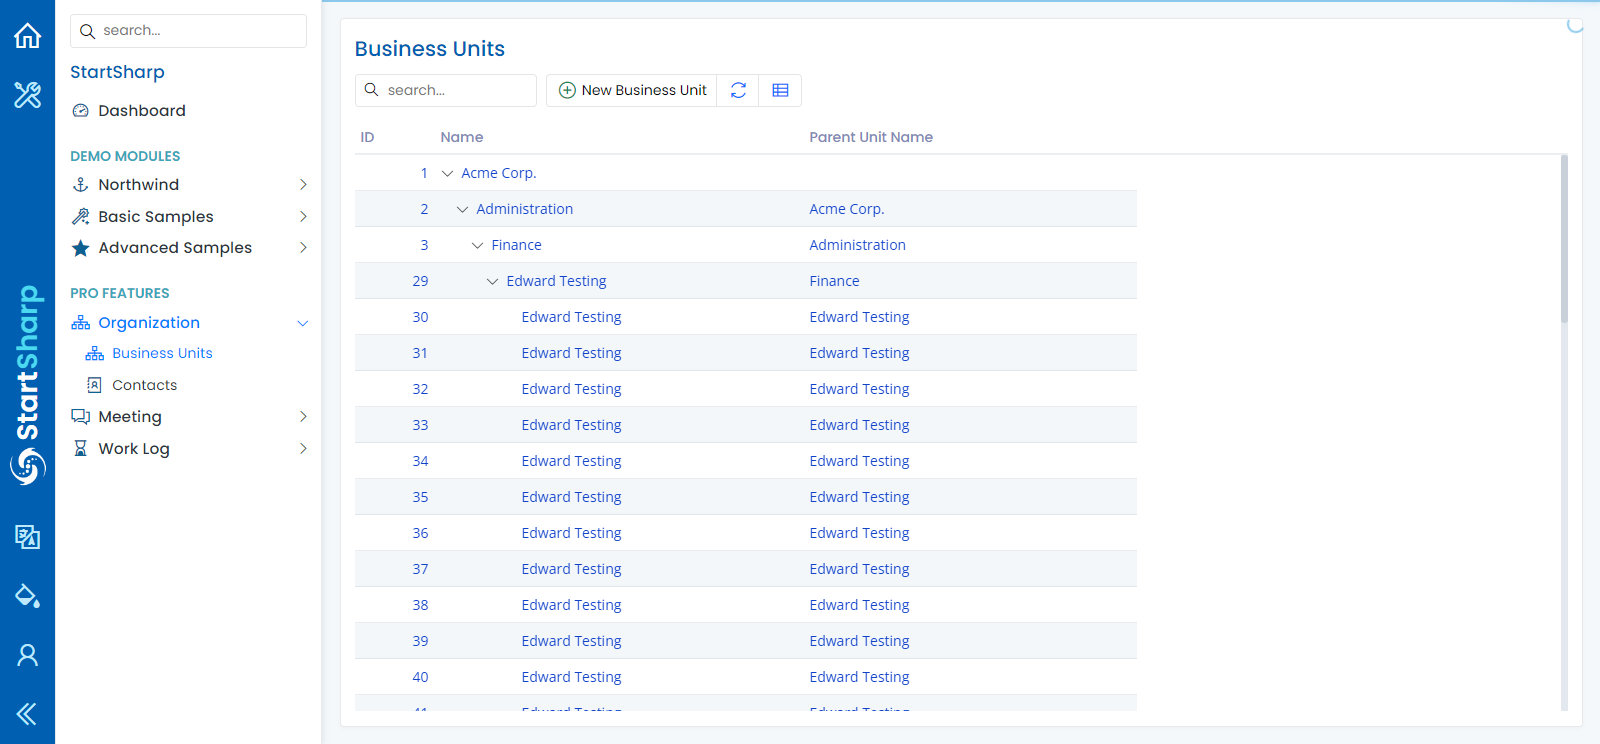 search...
StartSharp
Dashboard
DEMO MODULES
Northwind
Basic Samples
Advanced Samples
PRO FEATURES
Organization
Business Units
Contacts
Meeting
Work Log
StartSharp
Business Units
search...
New Business Unit
ID Name Parent Unit Name
1 Acme Corp.
2 Administration Acme Corp.
3 Finance Administration
29 Edward Testing Finance
30 Edward Testing Edward Testing
31 Edward Testing Edward Testing
32 Edward Testing Edward Testing
33 Edward Testing Edward Testing
34 Edward Testing Edward Testing
35 Edward Testing Edward Testing
36 Edward Testing Edward Testing
37 Edward Testing Edward Testing
38 Edward Testing Edward Testing
39 Edward Testing Edward Testing
40 Edward Testing Edward Testing
41 Edward Testing Edward Testing